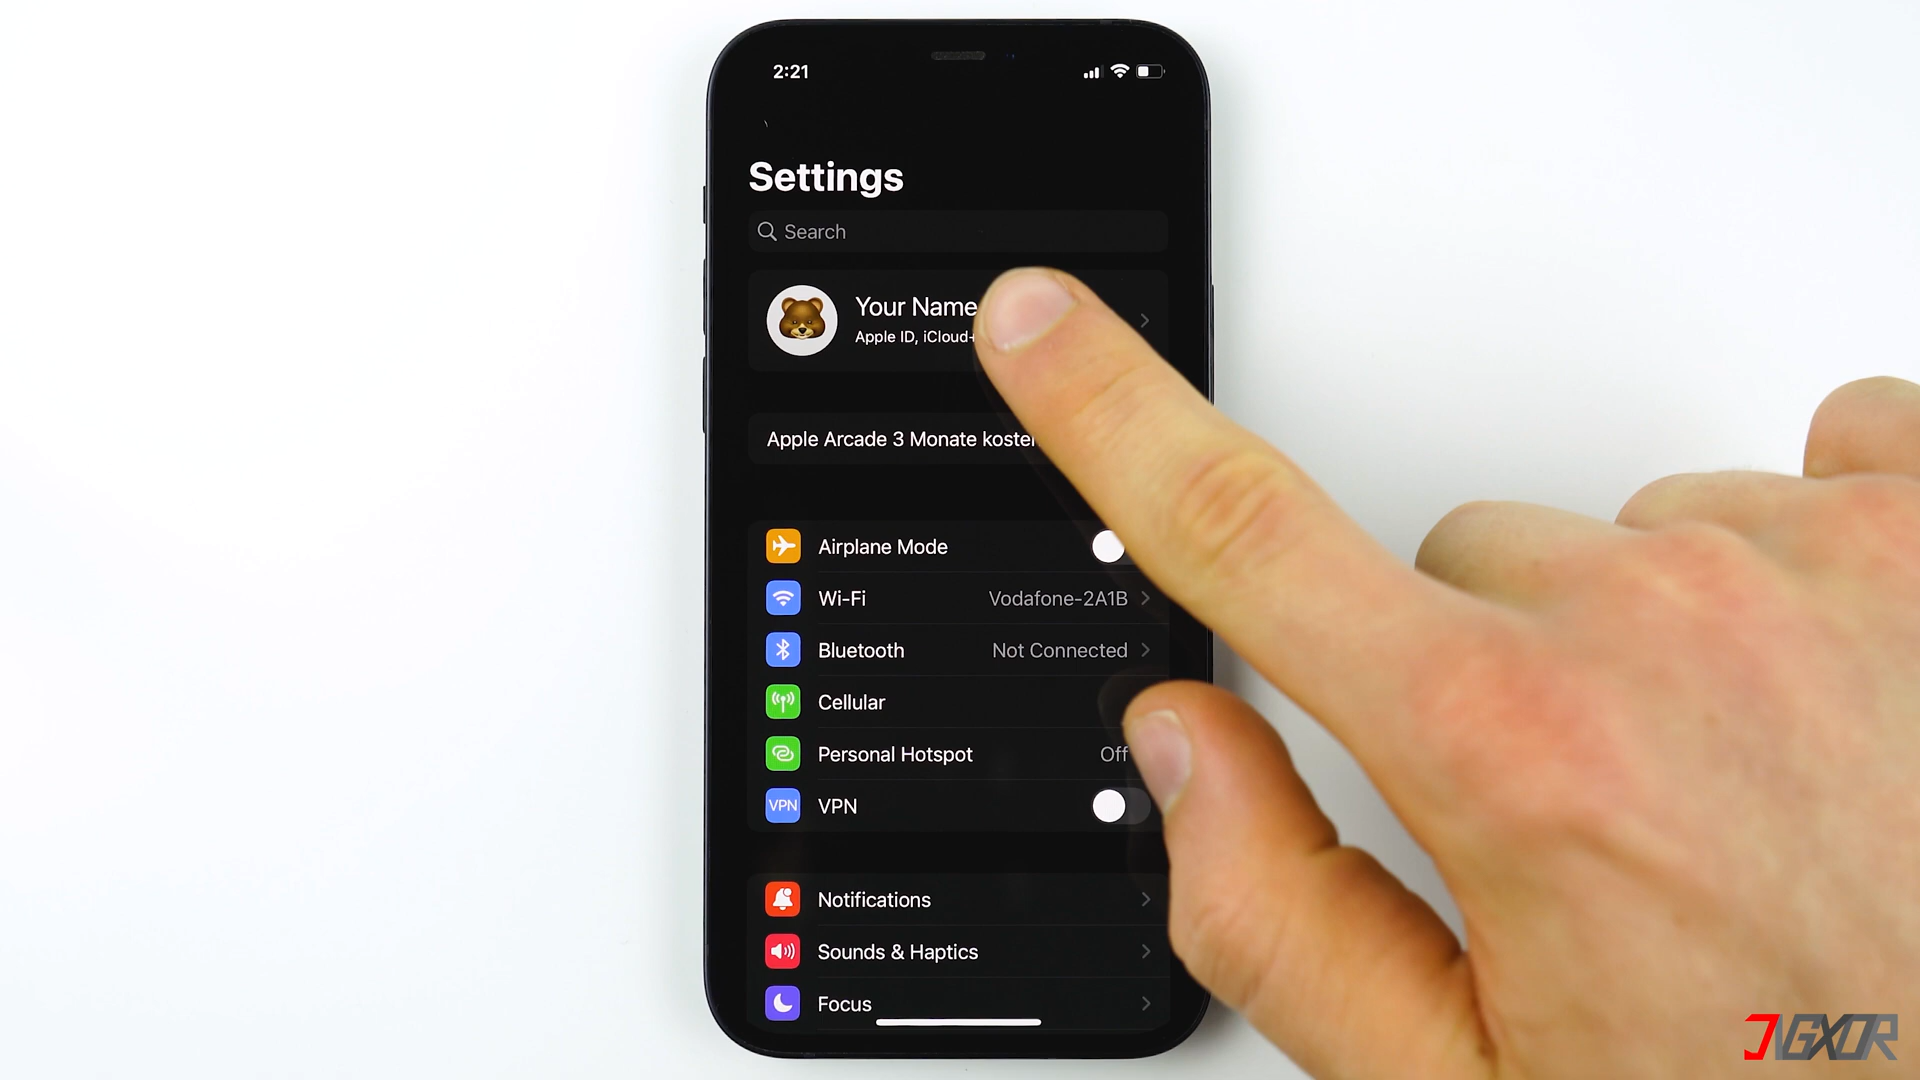 2:21
Settings
Search
Your Name
Apple ID, iCloud+
Apple Arcade 3 Monate
Airplane Mode
Wi-Fi
Vodafone-2A1B
Bluetooth
Not Connected
Cellular
Personal Hotspot
Off
VPN
VPN
Notifications
Sounds & Haptics
Focus
JIGXOR